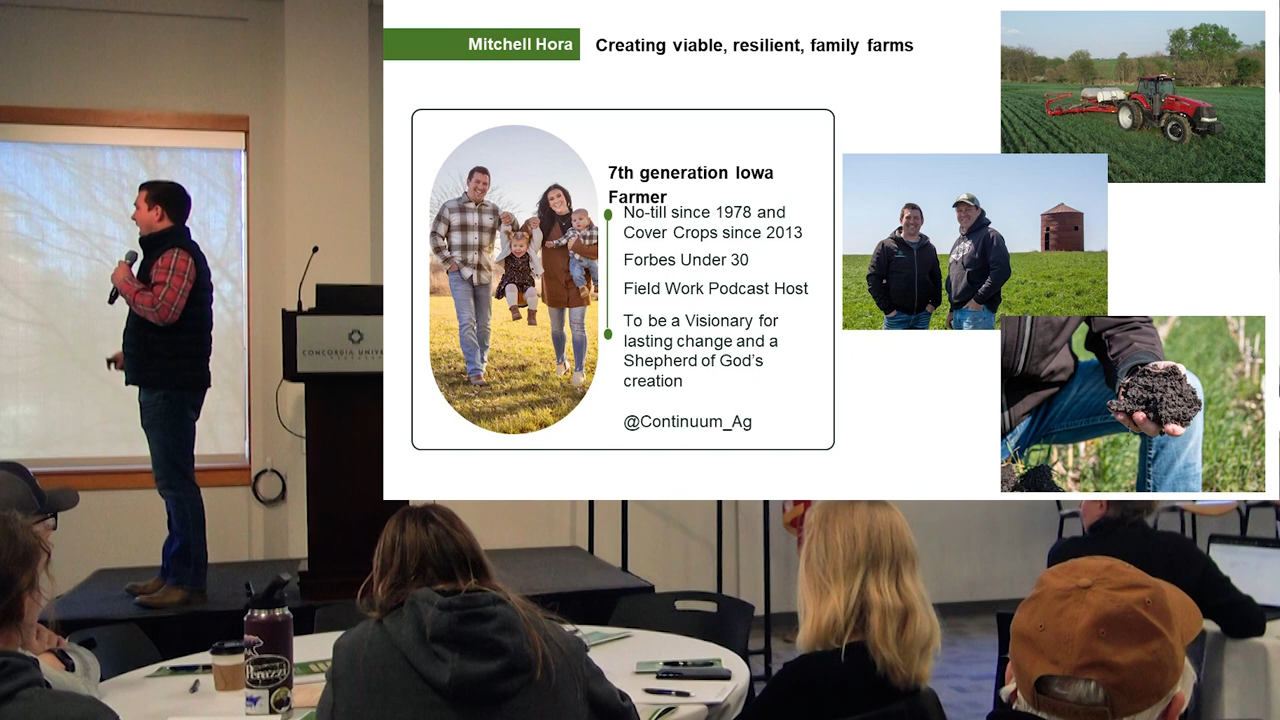 Mitchell Hora
Creating viable, resilient, family farms
7th generation Iowa
Farmer
No-till since 1978 and
Cover Crops since 2013
Forbes Under 30
Field Work Podcast Host
To be a Visionary for
lasting change and a
Shepherd of God's
creation
@Continuum_Ag
CONCORDIA UNIVE
Peruzzi